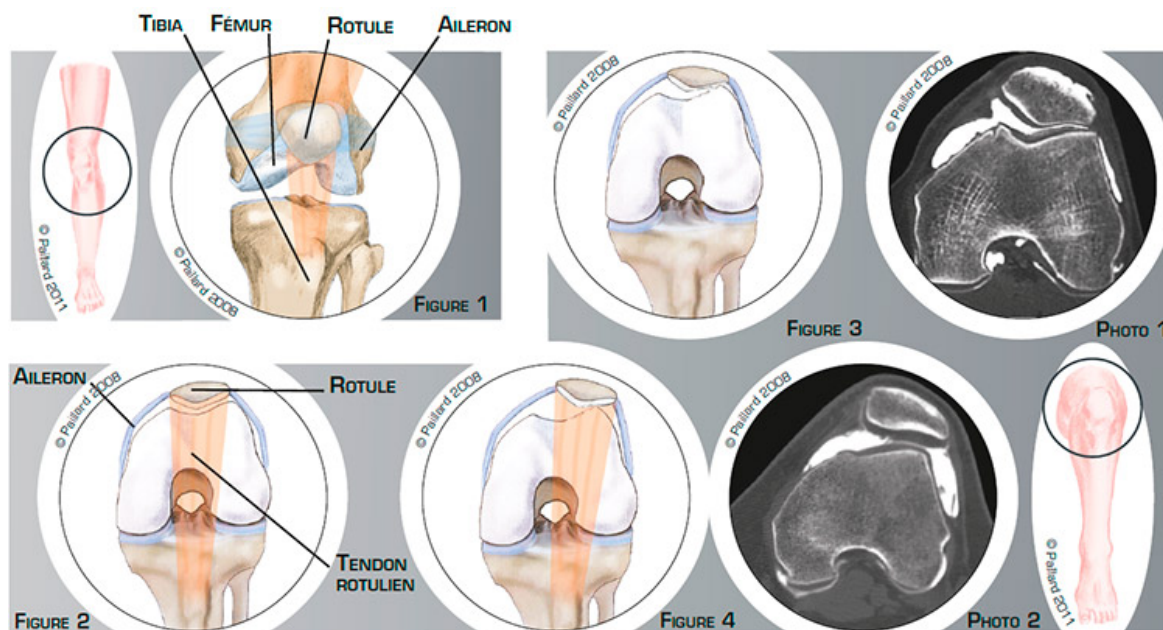 TIBIA FÉMUR ROTULE AILERON
© Paillard 2011
© Paillard 2008
FIGURE 1
© Paillard 2008
FIGURE 3
© Paillard 2008
PHOTO 1
AILERON
ROTULE
© Paillard 2008
TENDON
ROTULIEN
FIGURE 2
© Paillard 2008
FIGURE 4
© Paillard 2008
PHOTO 2
© Paillard 2011